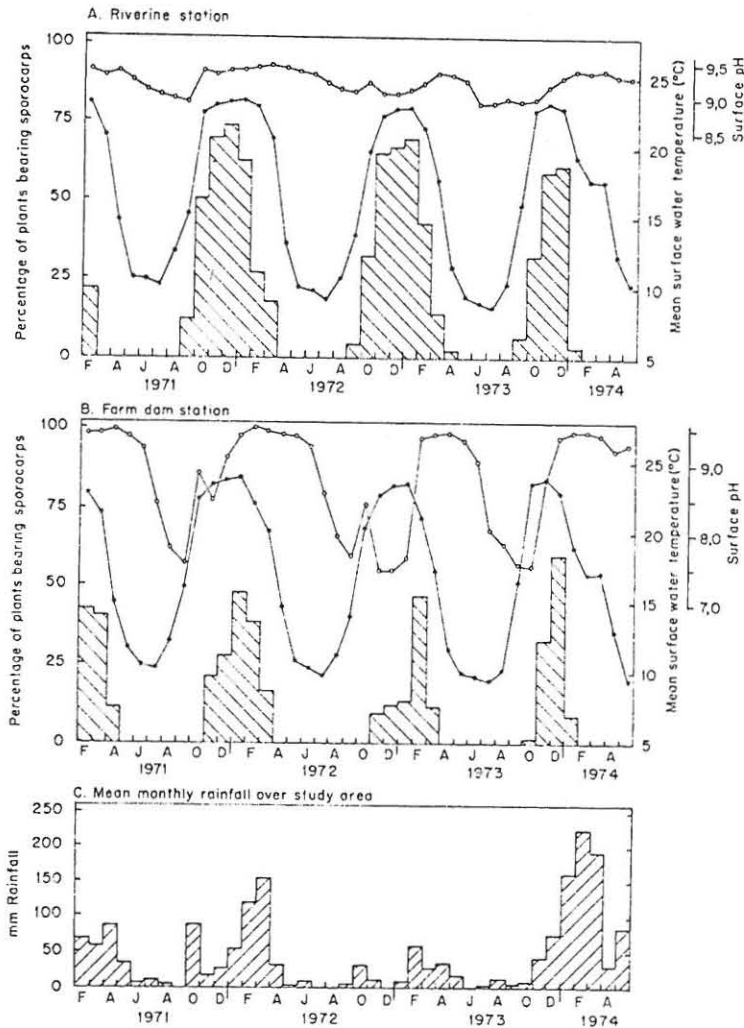 A. Riverine station
Percentage of plants bearing sporocarps
100
75
50
25
0
25
20
15
10
5
Mean surface water temperature (°C)
9,5
9,0
8,5
Surface pH
F A J A O D F A J A O D F A J A O D F A
1971 1972 1973 1974
B. Farm dam station
Percentage of plants bearing sporocarps
100
75
50
25
0
25
20
15
10
5
Mean surface water temperature (°C)
9,0
8,0
7,0
Surface pH
F A J A O D F A J A O D F A J A O D F A
1971 1972 1973 1974
C. Mean monthly rainfall over study area
mm Rainfall
250
200
150
100
50
0
F A J A O D F A J A O D F A J A O D F A
1971 1972 1973 1974